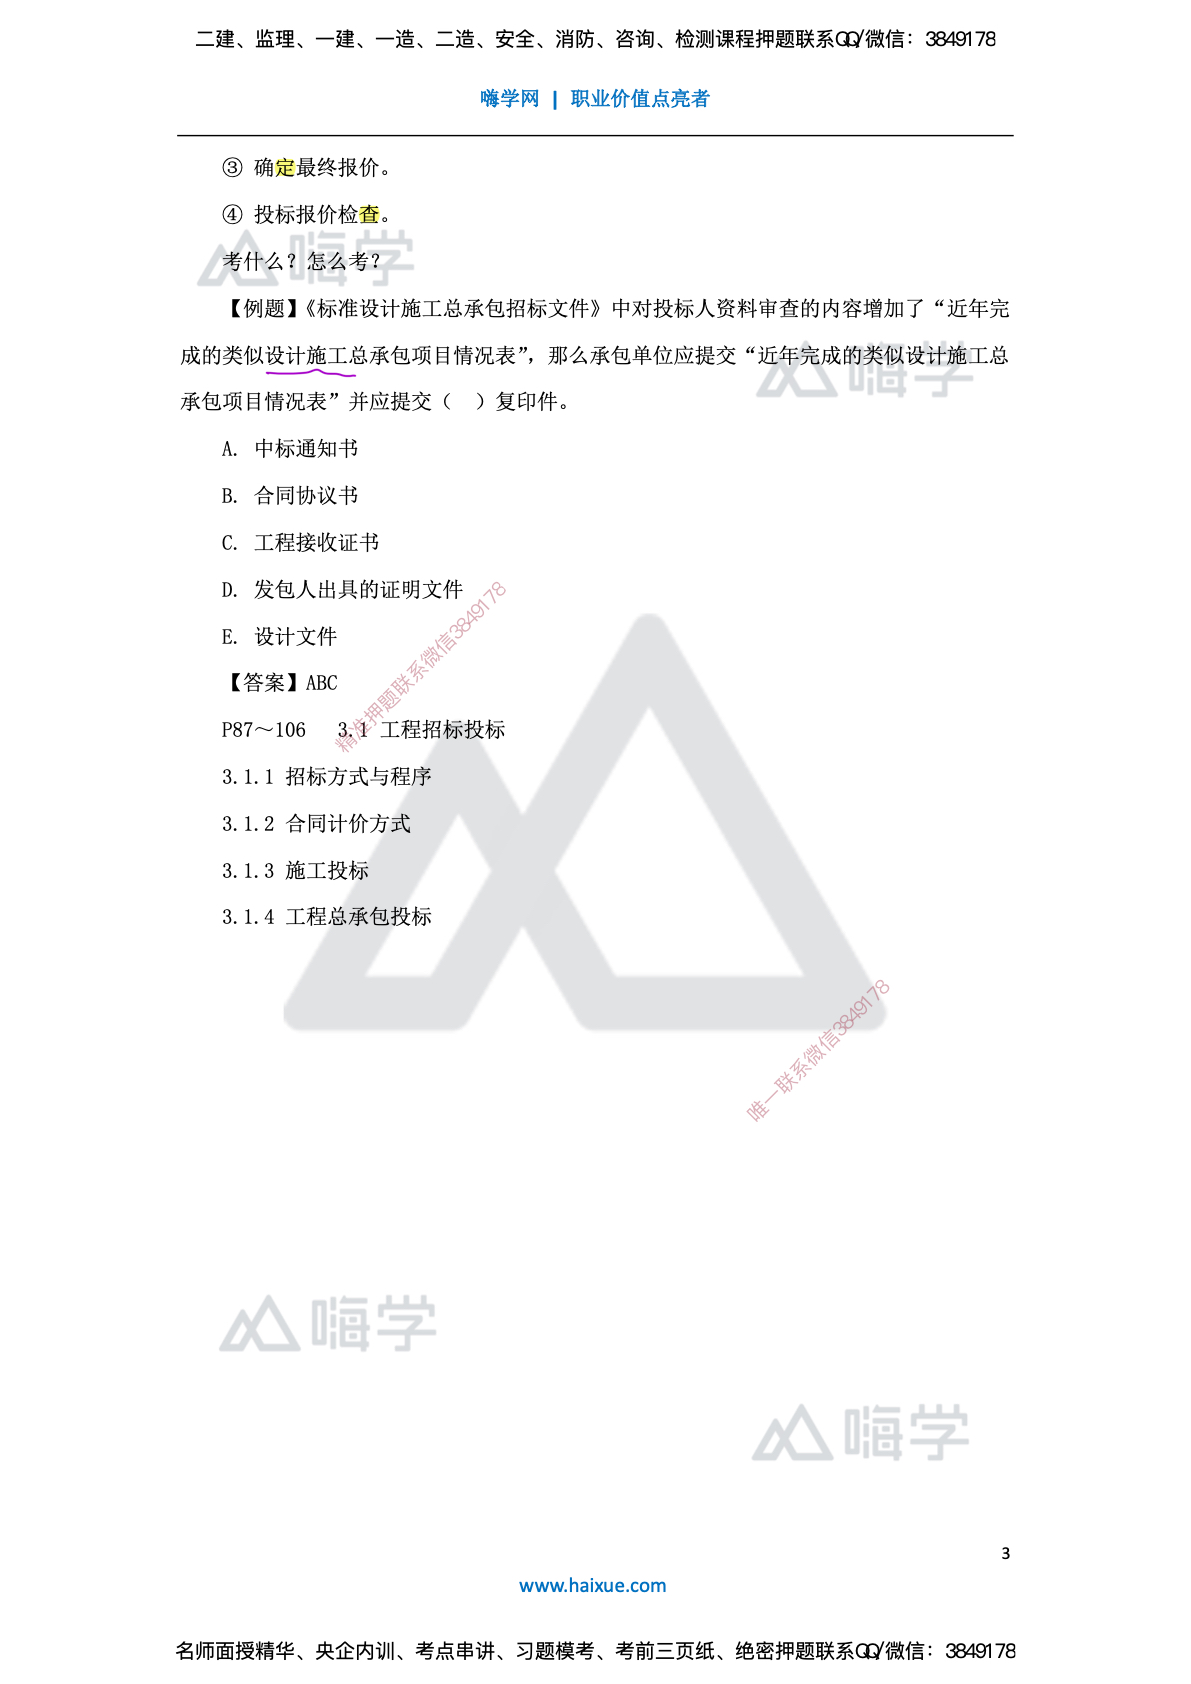 二建、监理、一建、一造、二造、安全、消防、咨询、检测课程押题联系QQ/微信：3849178
嗨学网 | 职业价值点亮者
③ 确定最终报价。
④ 投标报价检查。
嗨学
考什么？怎么考？
【例题】《标准设计施工总承包招标文件》中对投标人资料审查的内容增加了“近年完
成的类似设计施工总承包项目情况表”，那么承包单位应提交“近年完成的类似设计施工总
嗨学
承包项目情况表”并应提交（ ）复印件。
A. 中标通知书
B. 合同协议书
C. 工程接收证书
D. 发包人出具的证明文件
E. 设计文件
精准押题联系微信3849178
【答案】ABC
P87～106 3.1 工程招标投标
3.1.1 招标方式与程序
3.1.2 合同计价方式
3.1.3 施工投标
3.1.4 工程总承包投标
唯一联系微信3849178
嗨学
嗨学
3
www.haixue.com
名师面授精华、央企内训、考点串讲、习题模考、考前三页纸、绝密押题联系QQ/微信：3849178